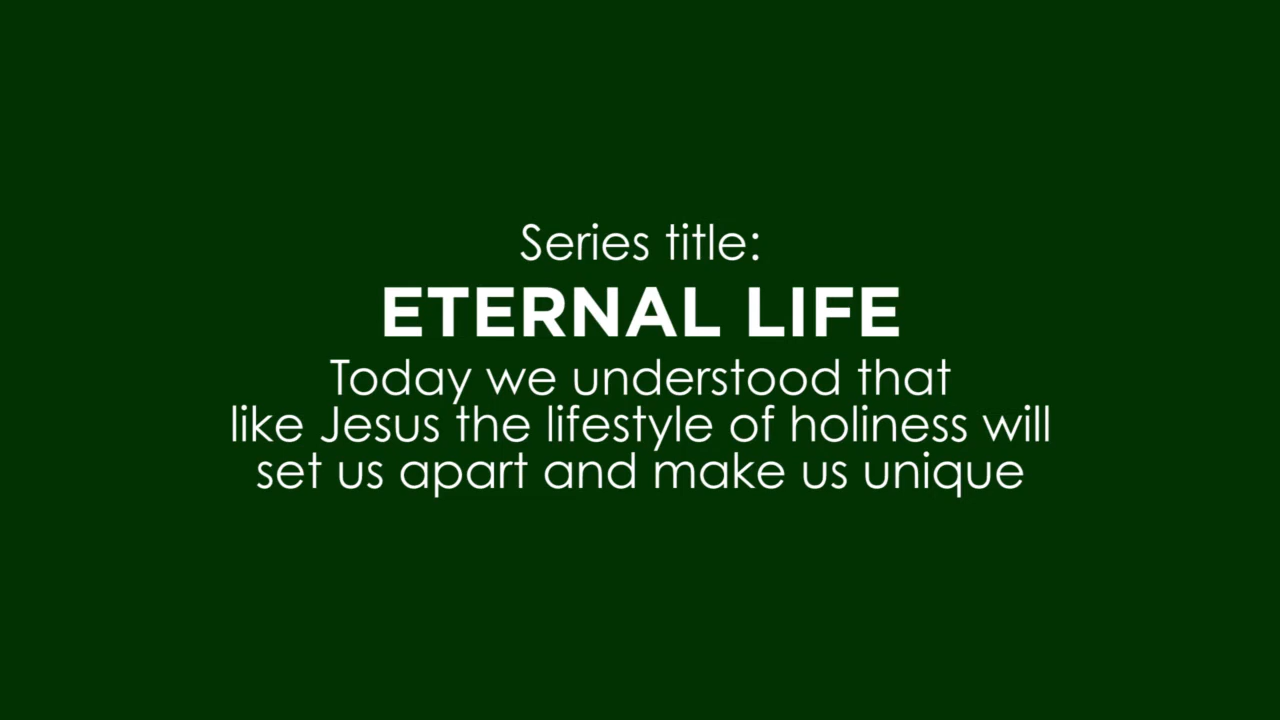 Series title:
ETERNAL LIFE
Today we understood that
like Jesus the lifestyle of holiness will
set us apart and make us unique